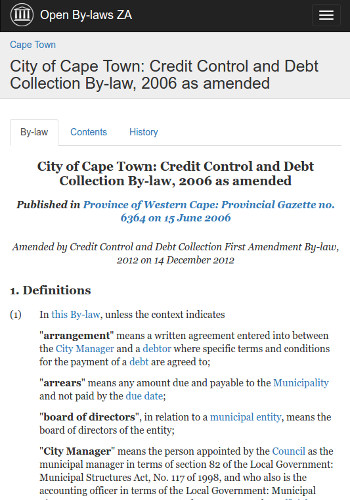 Open By-laws ZA
Cape Town
City of Cape Town: Credit Control and Debt
Collection By-law, 2006 as amended
By-law Contents History
City of Cape Town: Credit Control and Debt
Collection By-law, 2006 as amended
Published in Province of Western Cape: Provincial Gazette no.
6364 on 15 June 2006
Amended by Credit Control and Debt Collection First Amendment By-law,
2012 on 14 December 2012
1. Definitions
(1) In this By-law, unless the context indicates
"arrangement" means a written agreement entered into between
the City Manager and a debtor where specific terms and conditions
for the payment of a debt are agreed to;
"arrears" means any amount due and payable to the Municipality
and not paid by the due date;
"board of directors", in relation to a municipal entity, means the
board of directors of the entity;
"City Manager" means the person appointed by the Council as the
municipal manager in terms of section 82 of the Local Government:
Municipal Structures Act, No. 117 of 1998, and who also is the
accounting officer in terms of the Local Government: Municipal